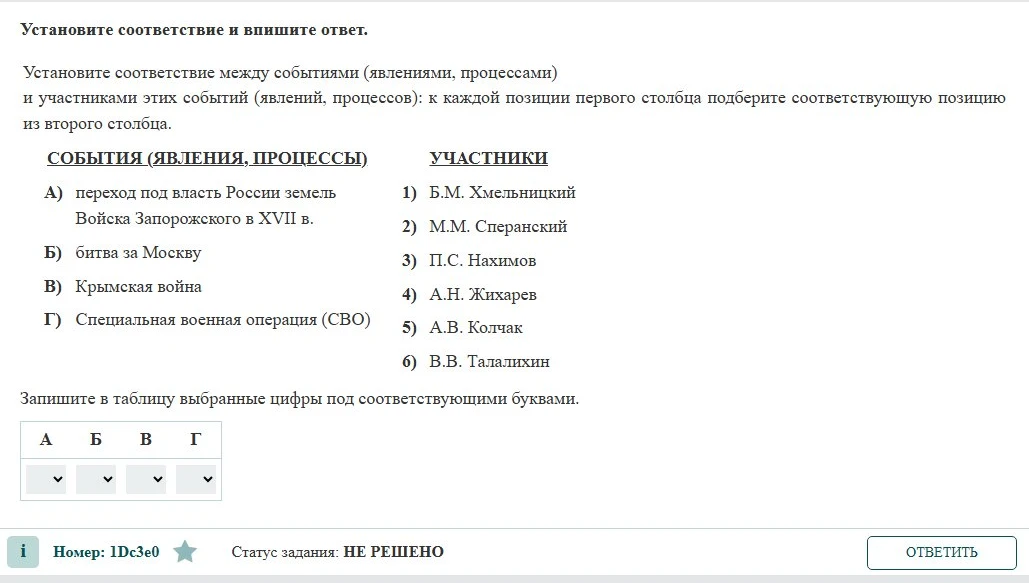 Установите соответствие и впишите ответ.
Установите соответствие между событиями (явлениями, процессами)
и участниками этих событий (явлений, процессов): к каждой позиции первого столбца подберите соответствующую позицию
из второго столбца.
СОБЫТИЯ (ЯВЛЕНИЯ, ПРОЦЕССЫ)
А) переход под власть России земель
Войска Запорожского в XVII в.
Б) битва за Москву
В) Крымская война
Г) Специальная военная операция (СВО)
УЧАСТНИКИ
1) Б.М. Хмельницкий
2) М.М. Сперанский
3) П.С. Нахимов
4) А.Н. Жихарев
5) А.В. Колчак
6) В.В. Талалихин
Запишите в таблицу выбранные цифры под соответствующими буквами.
А Б В Г
i Номер: 1Dc3e0 Статус задания: НЕ РЕШЕНО ОТВЕТИТЬ